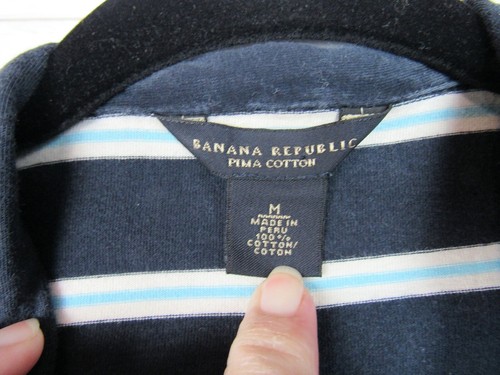 BANANA REPUBLIC
PIMA COTTON
M
MADE IN
PERU
100%
COTTON/
COTON